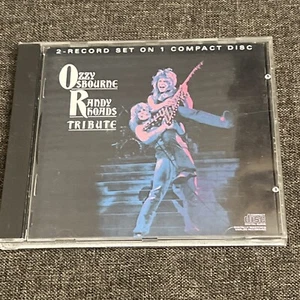 2-RECORD SET ON 1 COMPACT DISC
OZZY
OSBOURNE
RANDY
RHOADS
TRIBUTE